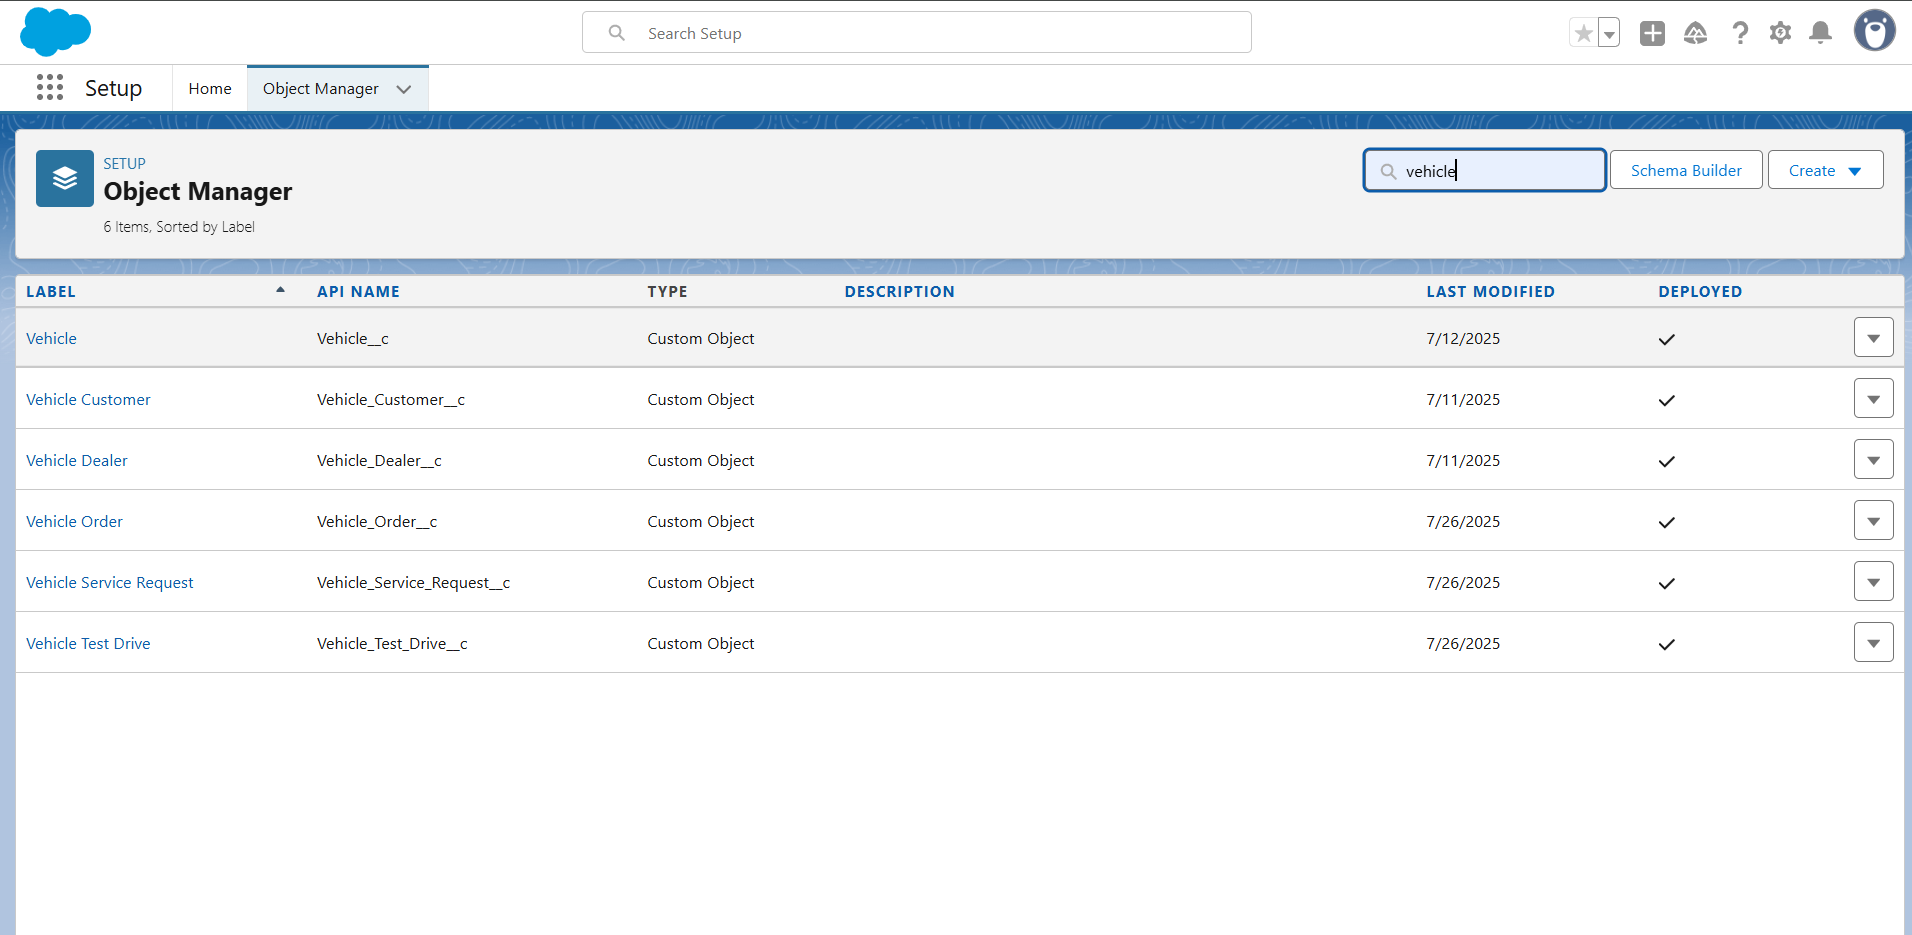 Search Setup
Setup
Home
Object Manager
SETUP
Object Manager
6 Items, Sorted by Label
vehicle
Schema Builder
Create
LABEL API NAME TYPE DESCRIPTION LAST MODIFIED DEPLOYED
Vehicle Vehicle__c Custom Object 7/12/2025
Vehicle Customer Vehicle_Customer__c Custom Object 7/11/2025
Vehicle Dealer Vehicle_Dealer__c Custom Object 7/11/2025
Vehicle Order Vehicle_Order__c Custom Object 7/26/2025
Vehicle Service Request Vehicle_Service_Request__c Custom Object 7/26/2025
Vehicle Test Drive Vehicle_Test_Drive__c Custom Object 7/26/2025